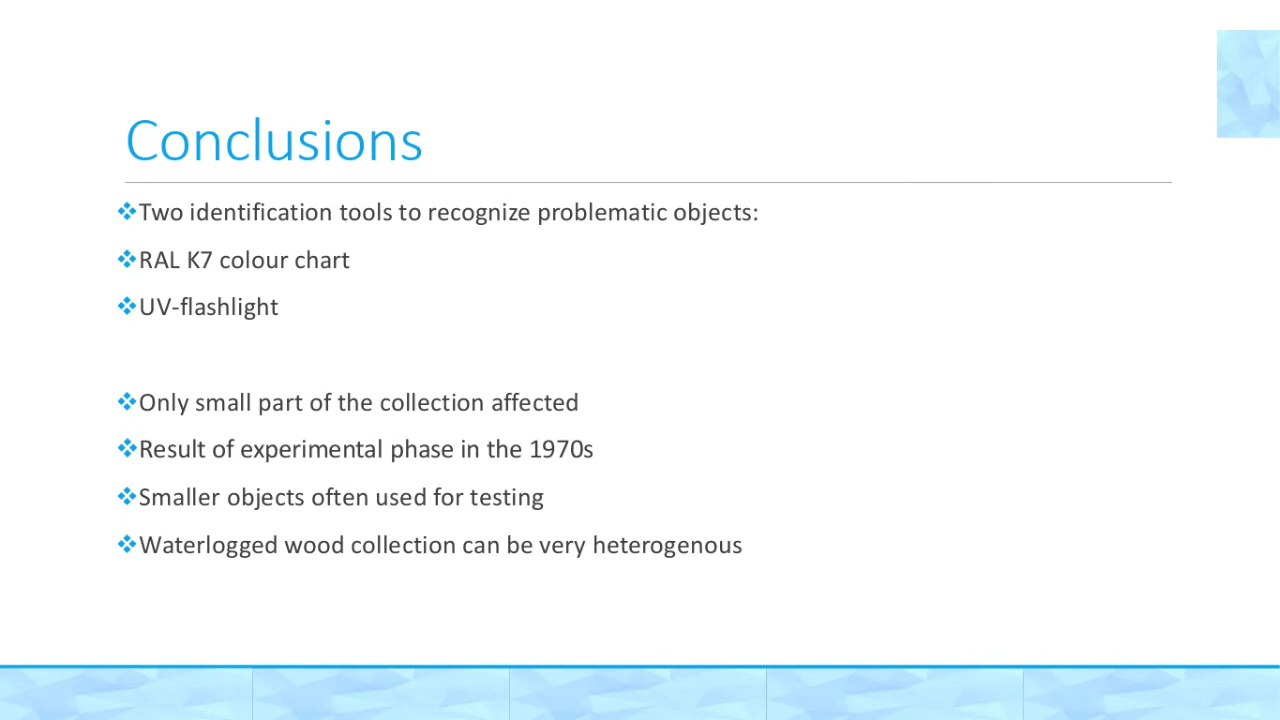 Conclusions
❖Two identification tools to recognize problematic objects:
❖RAL K7 colour chart
❖UV-flashlight
❖Only small part of the collection affected
❖Result of experimental phase in the 1970s
❖Smaller objects often used for testing
❖Waterlogged wood collection can be very heterogenous